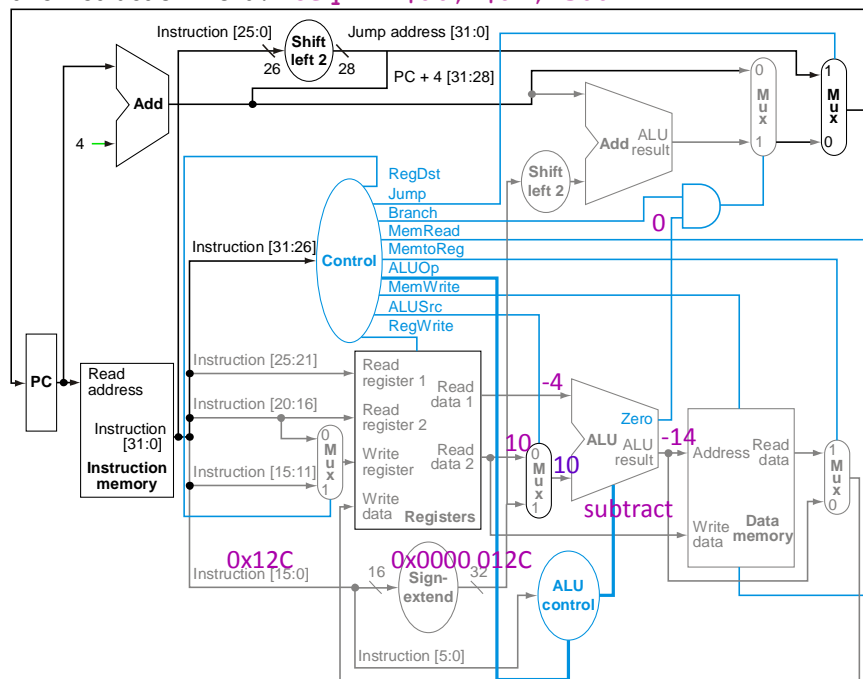 Instruction [25:0]
Shift
left 2
Jump address [31:0]
26
28
PC + 4 [31:28]
Add
4
0
Mux
1
1
Mux
0
Add
ALU
result
Shift
left 2
RegDst
Jump
Branch
MemRead
MemtoReg
ALUOp
MemWrite
ALUSrc
RegWrite
0
Instruction [31:26]
Control
PC
Read
address
Instruction
[31:0]
Instruction
memory
Instruction [25:21]
Instruction [20:16]
Instruction [15:11]
0
Mux
1
Read
register 1
Read
register 2
Write
register
Write
data
Read
data 1
Read
data 2
Registers
-4
10
0
Mux
1
10
Zero
ALU
ALU
result
-14
subtract
Address
Read
data
Write
data
Data
memory
1
Mux
0
0x12C
Instruction [15:0]
16
0x0000 012C
Sign-
extend
32
ALU
control
Instruction [5:0]